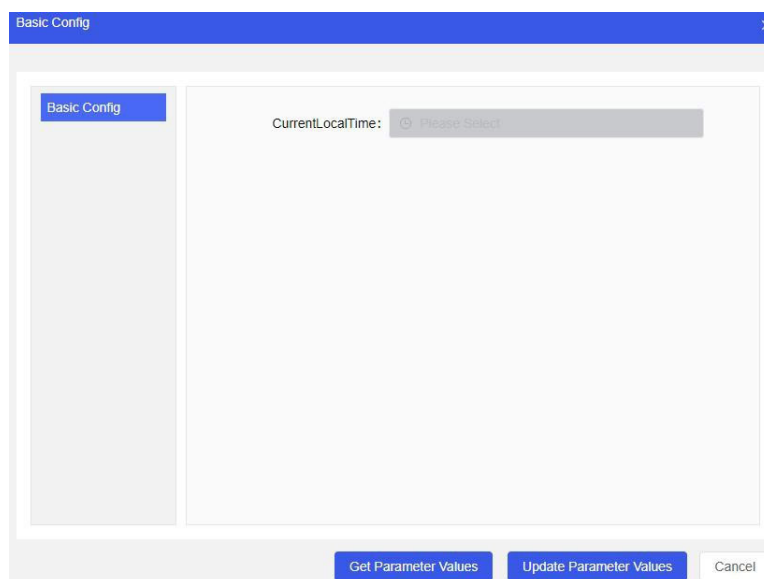 Basic Config
Basic Config
CurrentLocalTime: Please Select
Get Parameter Values Update Parameter Values Cancel